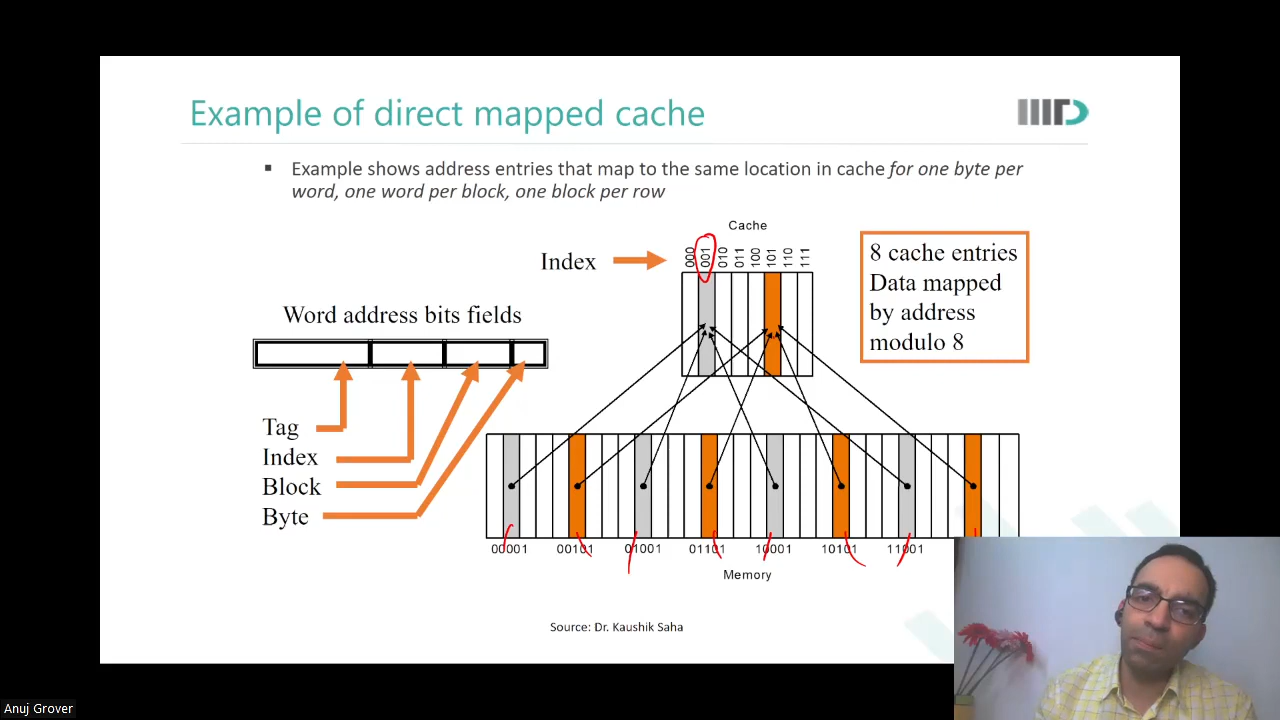 Example of direct mapped cache
IIITD
▪ Example shows address entries that map to the same location in cache for one byte per
word, one word per block, one block per row
Cache
Index
000 001 010 011 100 101 110 111
8 cache entries
Data mapped
by address
modulo 8
Word address bits fields
Tag
Index
Block
Byte
00001 00101 01001 01101 10001 10101 11001
Memory
Source: Dr. Kaushik Saha
Anuj Grover